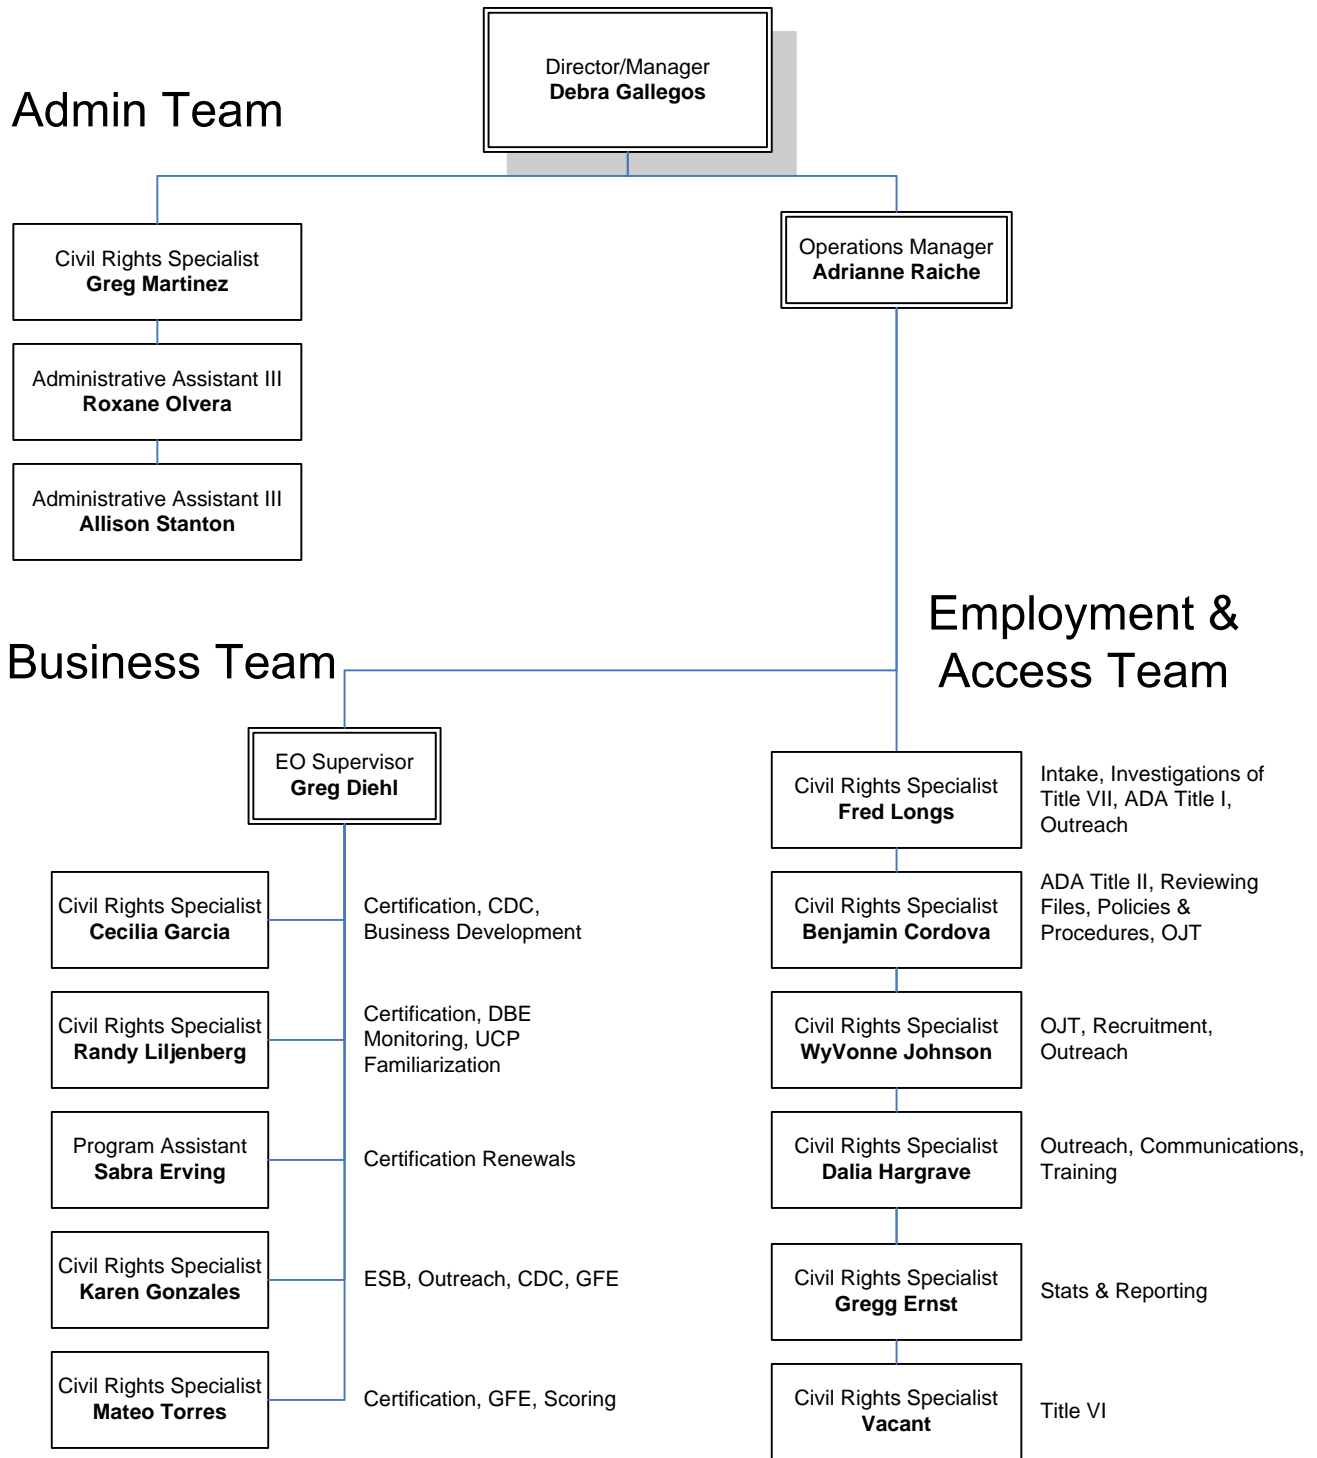 Director/Manager
Debra Gallegos
Admin Team
Civil Rights Specialist
Greg Martinez
Operations Manager
Adrianne Raiche
Administrative Assistant III
Roxane Olvera
Administrative Assistant III
Allison Stanton
Employment &
Access Team
Business Team
EO Supervisor
Greg Diehl
Civil Rights Specialist
Cecilia Garcia
Certification, CDC,
Business Development
Civil Rights Specialist
Randy Liljenberg
Certification, DBE
Monitoring, UCP
Familiarization
Program Assistant
Sabra Erving
Certification Renewals
Civil Rights Specialist
Karen Gonzales
ESB, Outreach, CDC, GFE
Civil Rights Specialist
Mateo Torres
Certification, GFE, Scoring
Civil Rights Specialist
Fred Longs
Intake, Investigations of
Title VII, ADA Title I,
Outreach
Civil Rights Specialist
Benjamin Cordova
ADA Title II, Reviewing
Files, Policies &
Procedures, OJT
Civil Rights Specialist
WyVonne Johnson
OJT, Recruitment,
Outreach
Civil Rights Specialist
Dalia Hargrave
Outreach, Communications,
Training
Civil Rights Specialist
Gregg Ernst
Stats & Reporting
Civil Rights Specialist
Vacant
Title VI